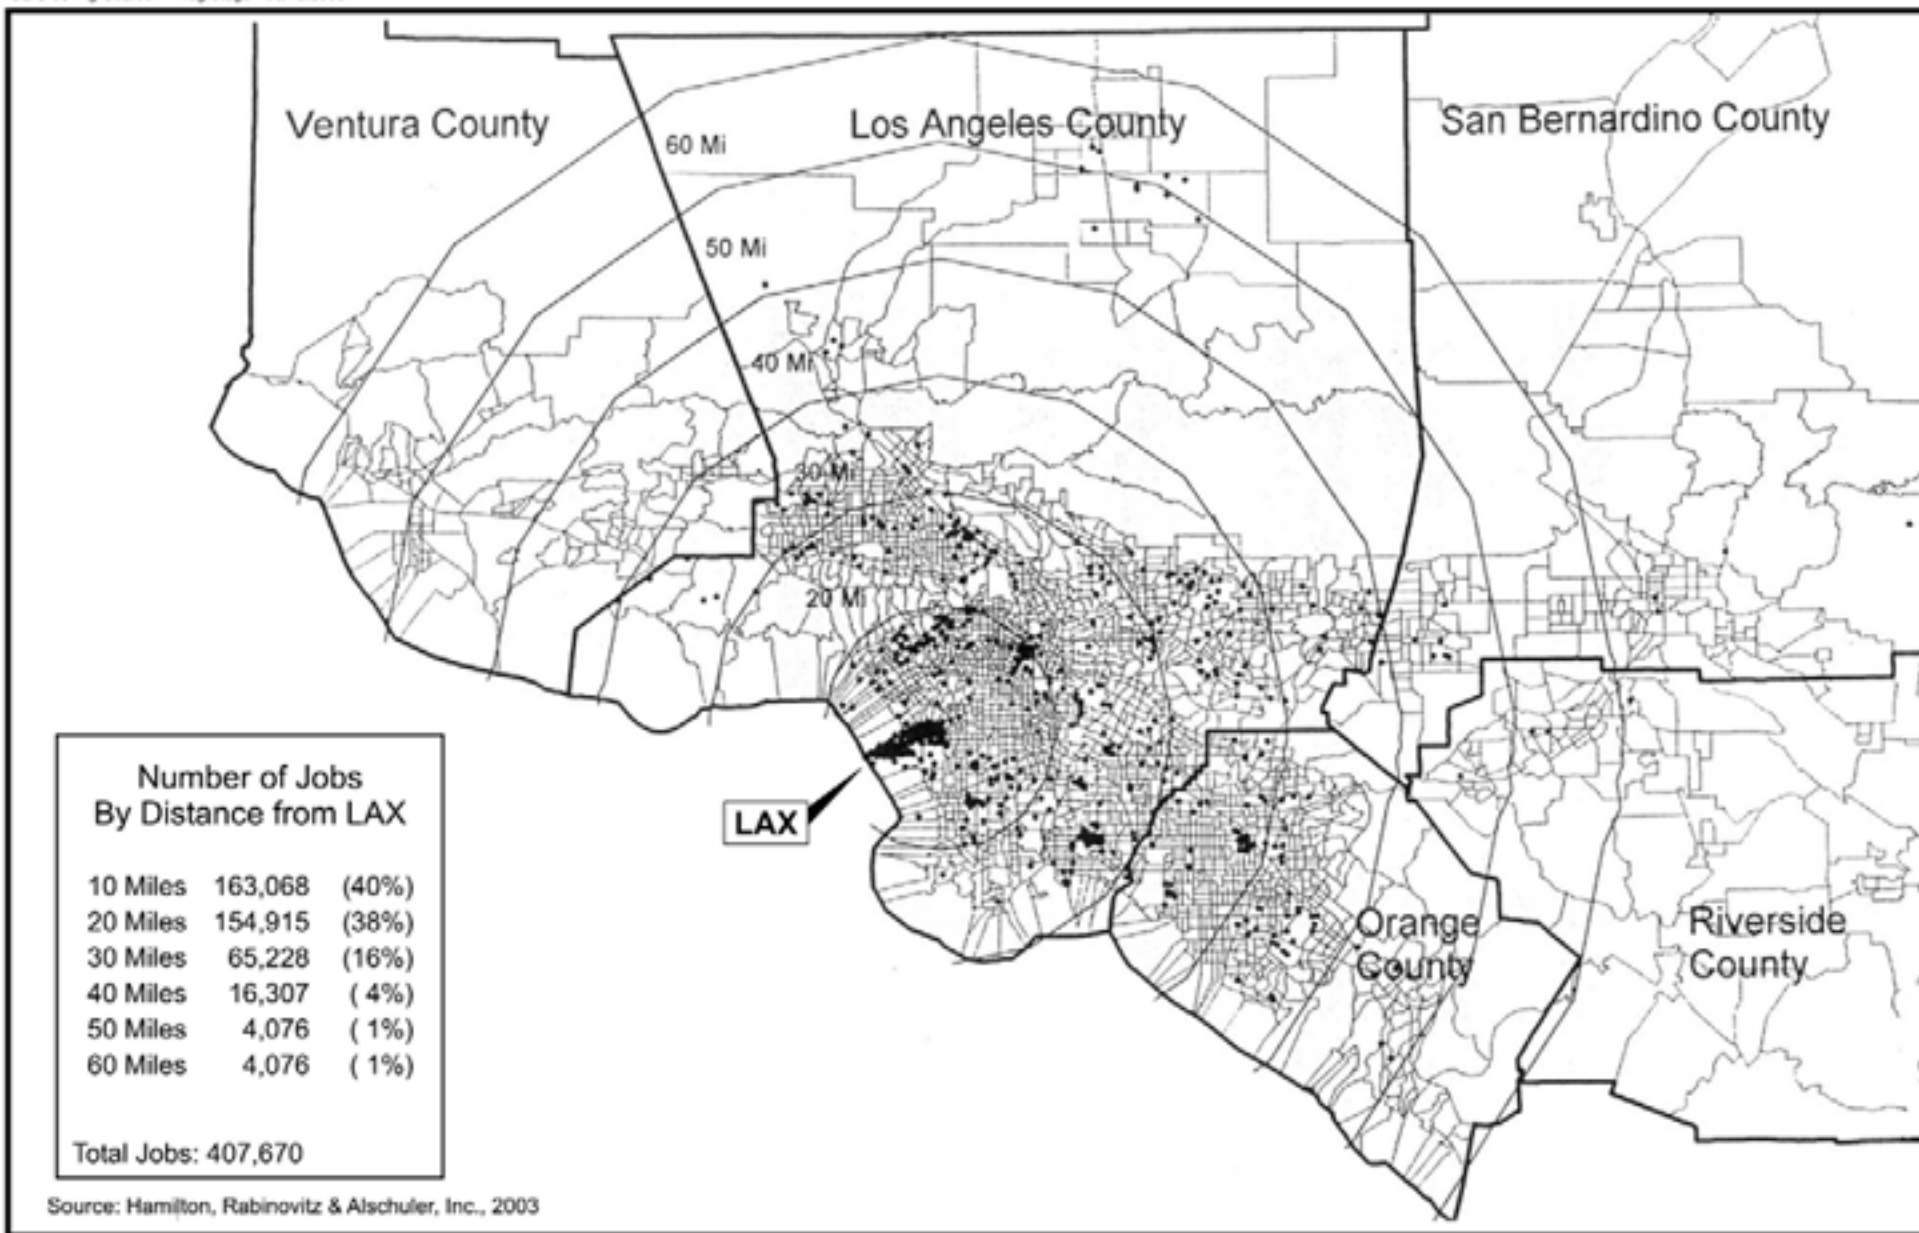 Ventura County
Los Angeles County
San Bernardino County
60 Mi
50 Mi
40 Mi
30 Mi
20 Mi
LAX
Orange
County
Riverside
County
Number of Jobs
By Distance from LAX
10 Miles 163,068 (40%)
20 Miles 154,915 (38%)
30 Miles 65,228 (16%)
40 Miles 16,307 ( 4%)
50 Miles 4,076 ( 1%)
60 Miles 4,076 ( 1%)
Total Jobs: 407,670
Source: Hamilton, Rabinovitz & Alschuler, Inc., 2003